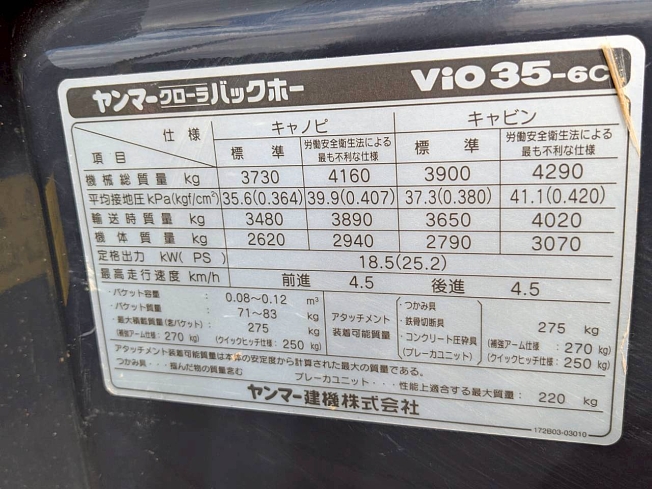 ヤンマークローラバックホー ViO35-6C
仕様 キャノピ キャビン
項目 標準 労働安全衛生法による最も不利な仕様 標準 労働安全衛生法による最も不利な仕様
機械総質量 kg 3730 4160 3900 4290
平均接地圧 kPa(kgf/cm²) 35.6(0.364) 39.9(0.407) 37.3(0.380) 41.1(0.420)
輸送時質量 kg 3480 3890 3650 4020
機体質量 kg 2620 2940 2790 3070
定格出力 kW(PS) 18.5(25.2)
最高走行速度 km/h 前進 4.5 後進 4.5
・バケット容量 : 0.08〜0.12 m³
・バケット質量 : 71〜83 kg
・最大積載質量(含バケット) : 275 kg
(補強アーム仕様 : 270 kg) (クイックヒッチ仕様 : 250 kg)
アタッチメント装着可能質量
・つかみ具
・鉄骨切断具
・コンクリート圧砕具
(ブレーカユニット)
275 kg
(補強アーム仕様 : 270 kg)
(クイックヒッチ仕様 : 250 kg)
アタッチメント装着可能質量は本体の安定度から計算された最大の質量である。
つかみ具・・・掴んだ物の質量含む ブレーカユニット・・・性能上適合する最大質量 : 220 kg
ヤンマー建機株式会社
172B03-03010